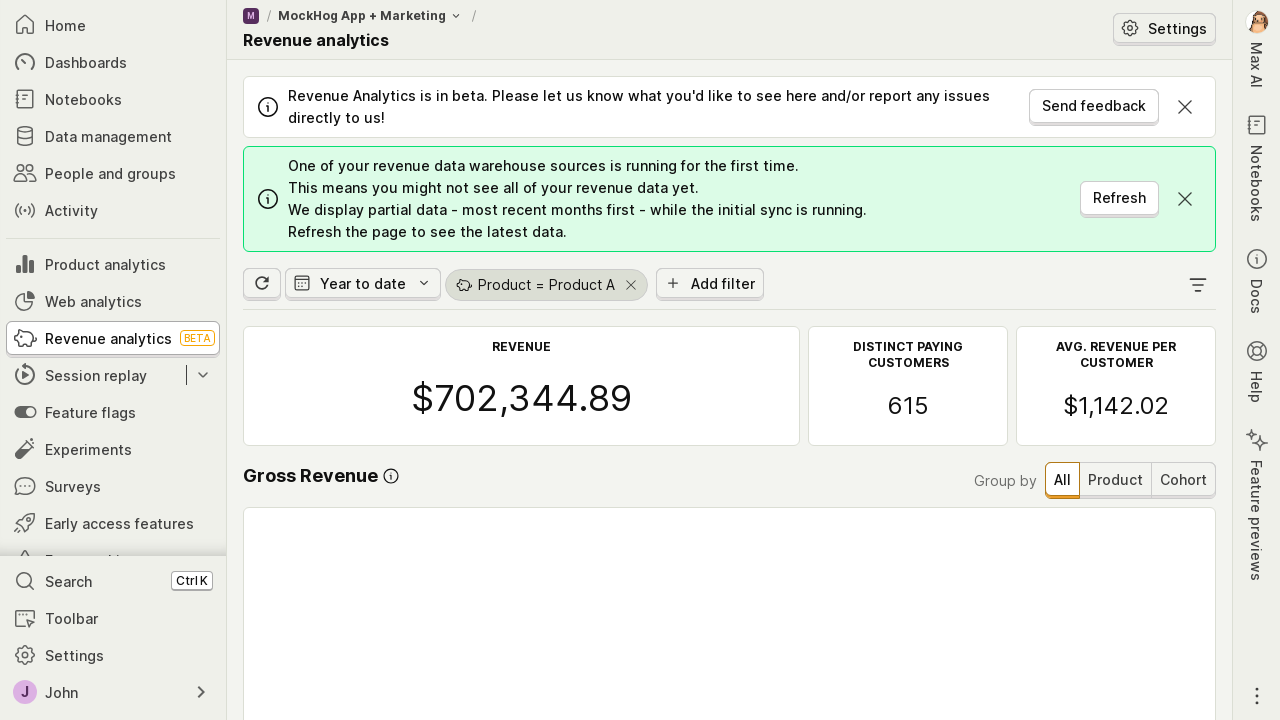 Home
Dashboards
Notebooks
Data management
People and groups
Activity
Product analytics
Web analytics
Revenue analytics BETA
Session replay
Feature flags
Experiments
Surveys
Early access features
Search Ctrl K
Toolbar
Settings
J John
M / MockHog App + Marketing /
Revenue analytics
Settings
Revenue Analytics is in beta. Please let us know what you'd like to see here and/or report any issues
directly to us!
Send feedback
One of your revenue data warehouse sources is running for the first time.
This means you might not see all of your revenue data yet.
We display partial data - most recent months first - while the initial sync is running.
Refresh the page to see the latest data.
Refresh
Year to date
Product = Product A
Add filter
REVENUE
$702,344.89
DISTINCT PAYING
CUSTOMERS
615
AVG. REVENUE PER
CUSTOMER
$1,142.02
Gross Revenue
Group by All Product Cohort
Max AI
Notebooks
Docs
Help
Feature previews